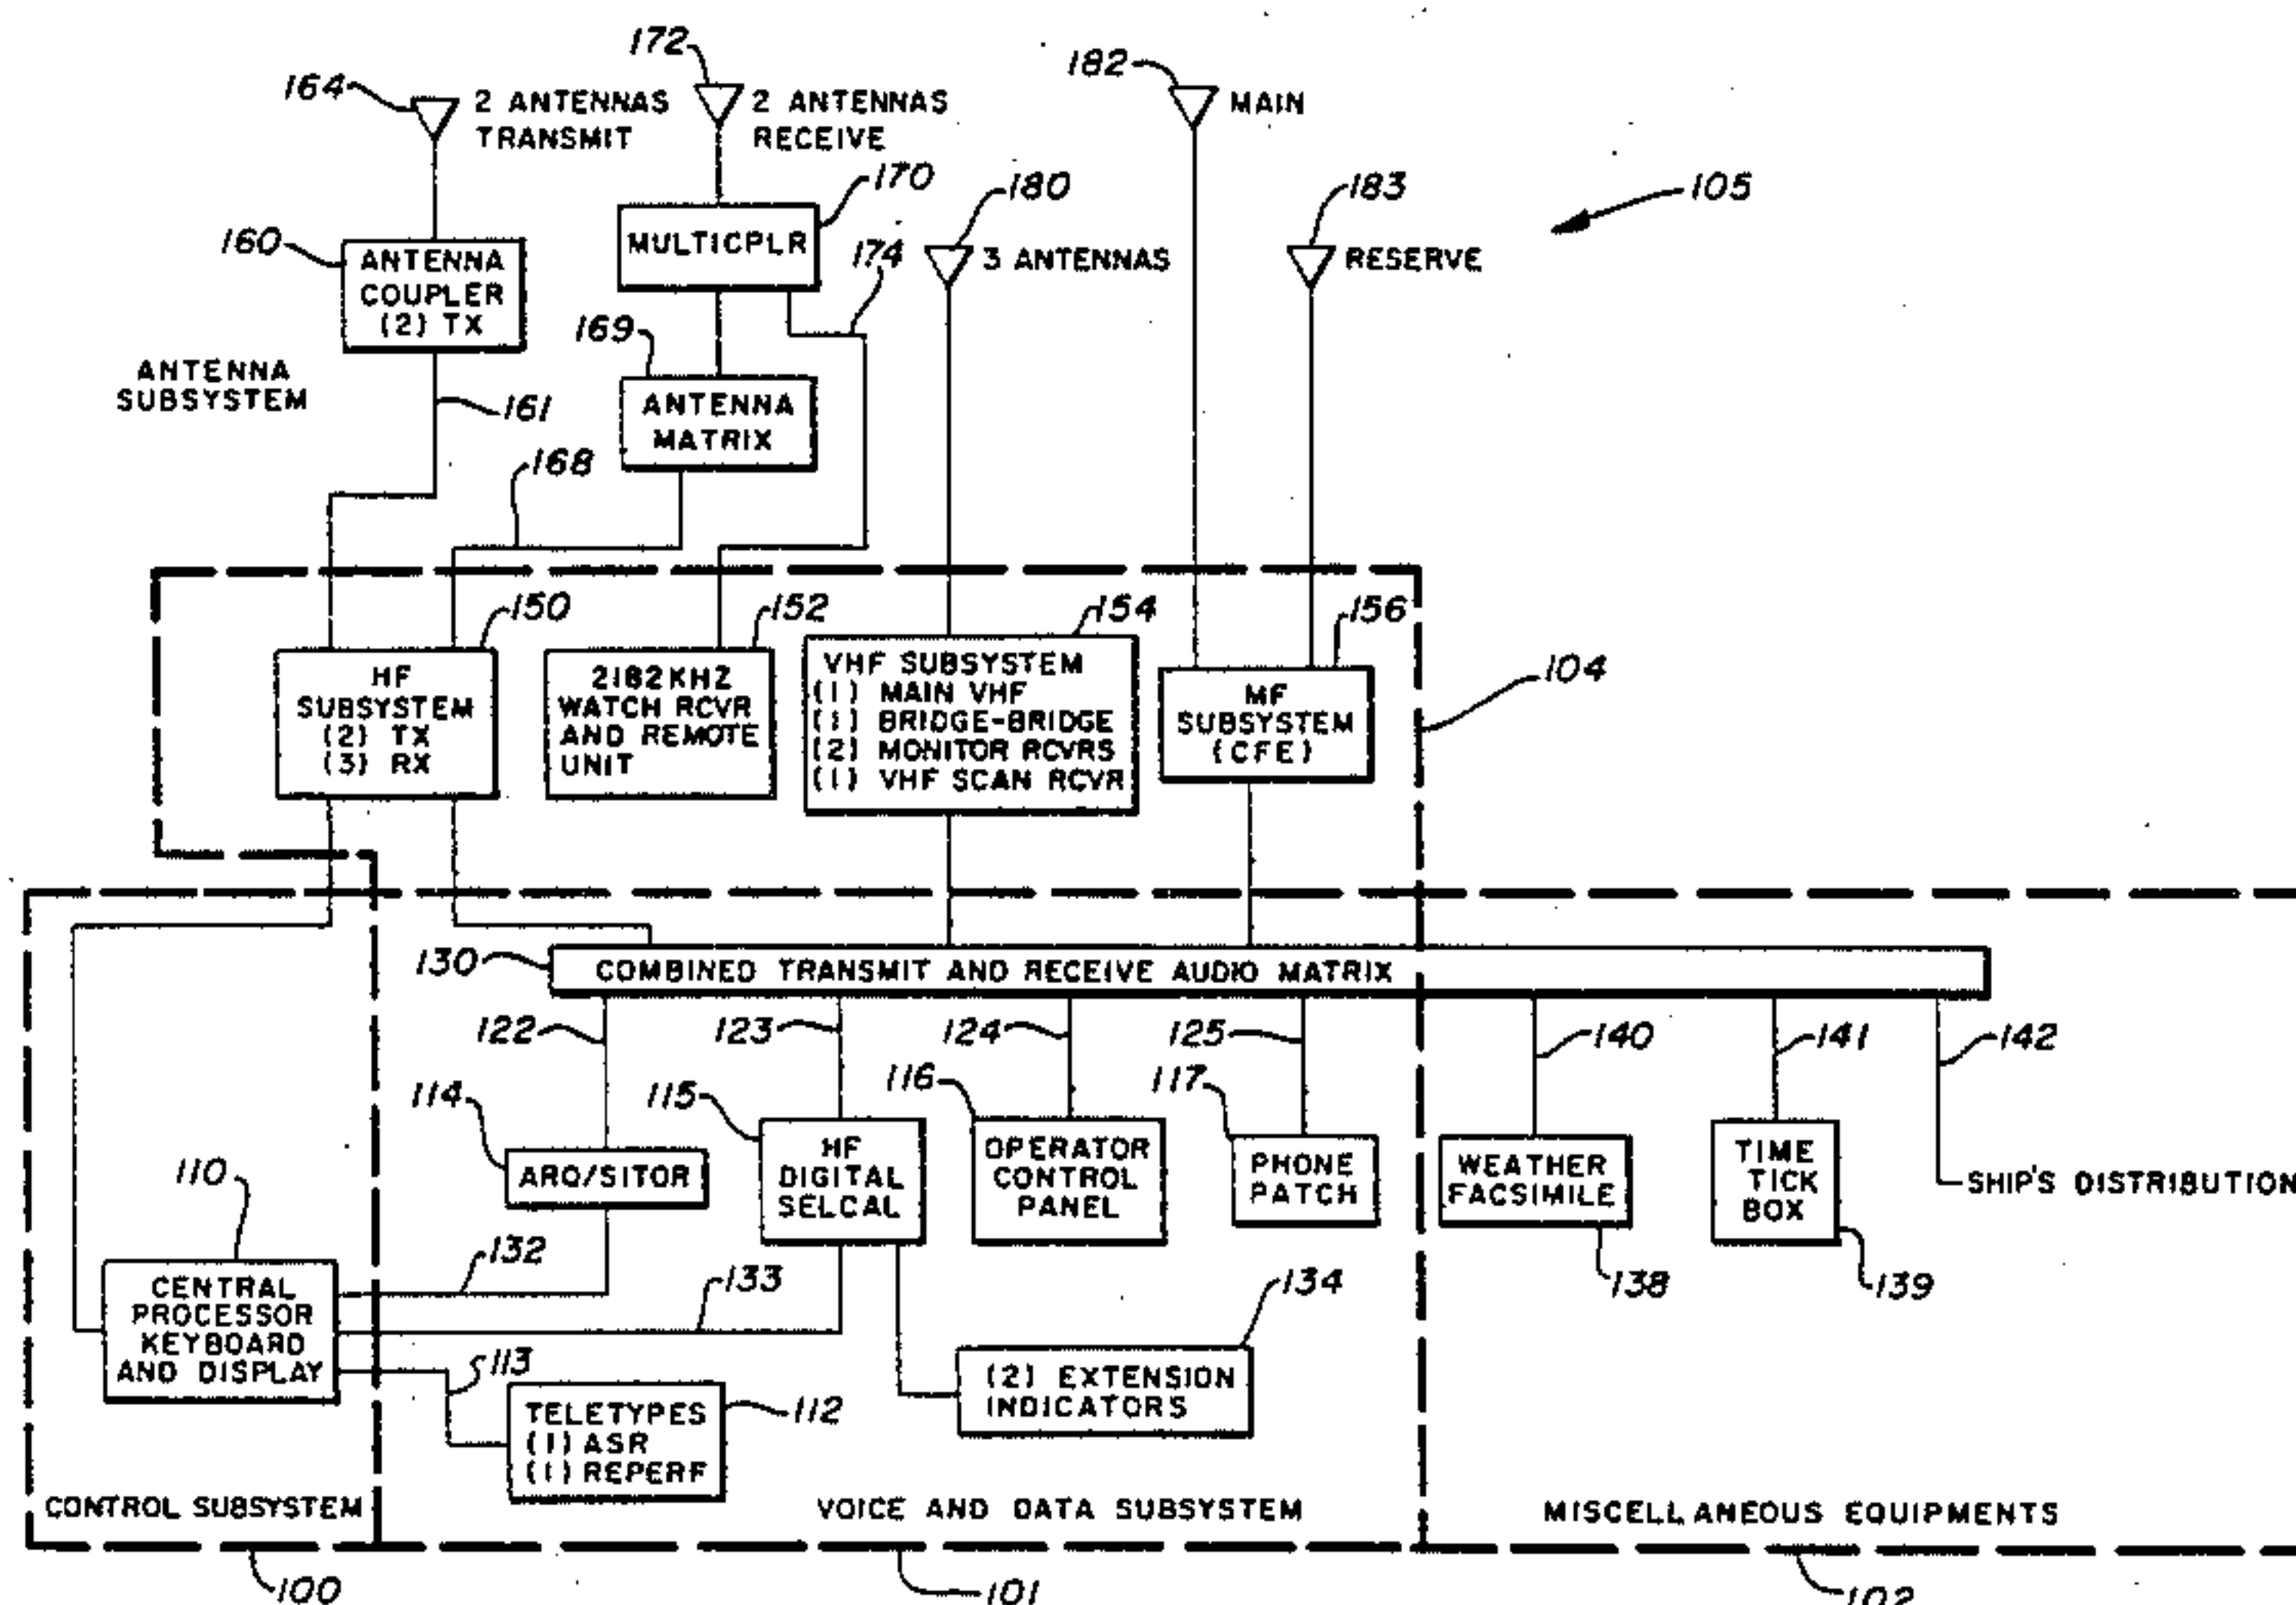 172
182
164
2 ANTENNAS
TRANSMIT
2 ANTENNAS
RECEIVE
MAIN
170
180
183
105
160
ANTENNA
COUPLER
(2) TX
MULTICPLR
174
3 ANTENNAS
RESERVE
169
ANTENNA
SUBSYSTEM
161
ANTENNA
MATRIX
168
150
152
154
156
HF
SUBSYSTEM
(2) TX
(3) RX
2182KHZ
WATCH RCVR
AND REMOTE
UNIT
VHF SUBSYSTEM
(1) MAIN VHF
(1) BRIDGE-BRIDGE
(2) MONITOR RCVRS
(1) VHF SCAN RCVR
MF
SUBSYSTEM
(CFE)
104
130
COMBINED TRANSMIT AND RECEIVE AUDIO MATRIX
122
123
124
125
140
141
142
114
115
116
117
110
ARQ/SITOR
HF
DIGITAL
SELCAL
OPERATOR
CONTROL
PANEL
PHONE
PATCH
WEATHER
FACSIMILE
TIME
TICK
BOX
SHIP'S DISTRIBUTION
132
133
134
138
139
CENTRAL
PROCESSOR
KEYBOARD
AND DISPLAY
113
TELETYPES
(1) ASR
(1) REPERF
112
(2) EXTENSION
INDICATORS
CONTROL SUBSYSTEM
VOICE AND DATA SUBSYSTEM
MISCELLANEOUS EQUIPMENTS
100
101
102